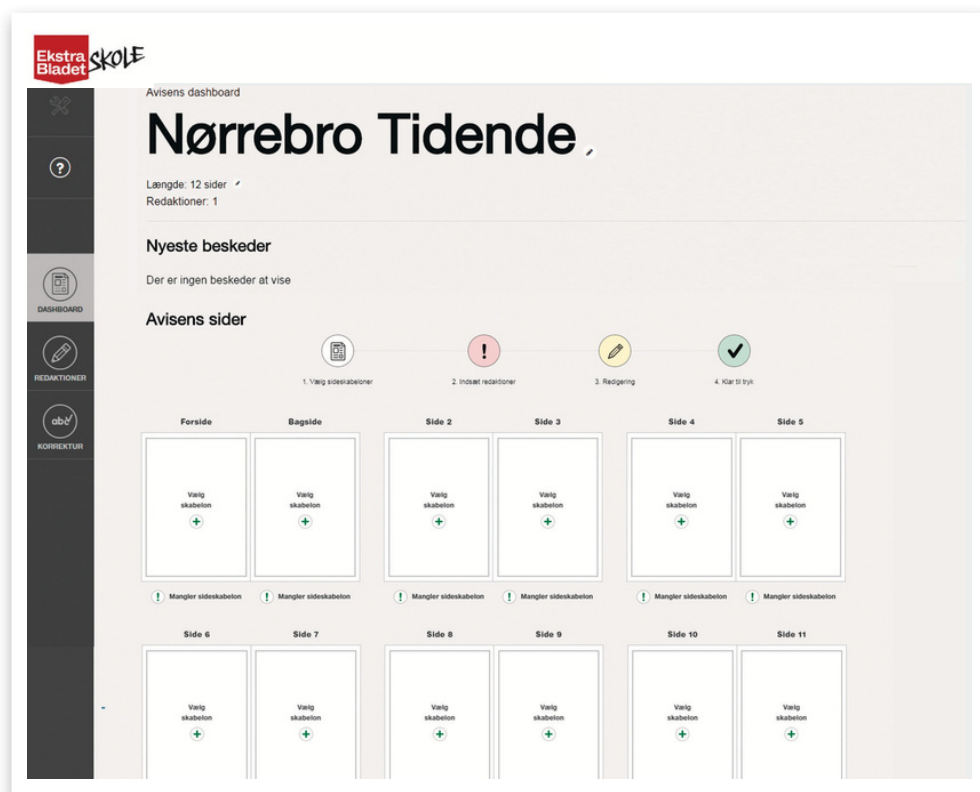 Ekstra
Bladet SKOLE
Avisens dashboard
Nørrebro Tidende
Længde: 12 sider
Redaktioner: 1
Nyeste beskeder
Der er ingen beskeder at vise
DASHBOARD
REDAKTIONER
abc
KORREKTUR
Avisens sider
1. Vælg sideskabeloner
2. Indsæt redaktioner
3. Redigering
4. Klar til tryk
Forside Bagside Side 2 Side 3 Side 4 Side 5
Vælg Vælg Vælg Vælg Vælg Vælg
skabelon skabelon skabelon skabelon skabelon skabelon
Mangler sideskabelon Mangler sideskabelon Mangler sideskabelon Mangler sideskabelon Mangler sideskabelon Mangler sideskabelon
Side 6 Side 7 Side 8 Side 9 Side 10 Side 11
Vælg Vælg Vælg Vælg Vælg Vælg
skabelon skabelon skabelon skabelon skabelon skabelon